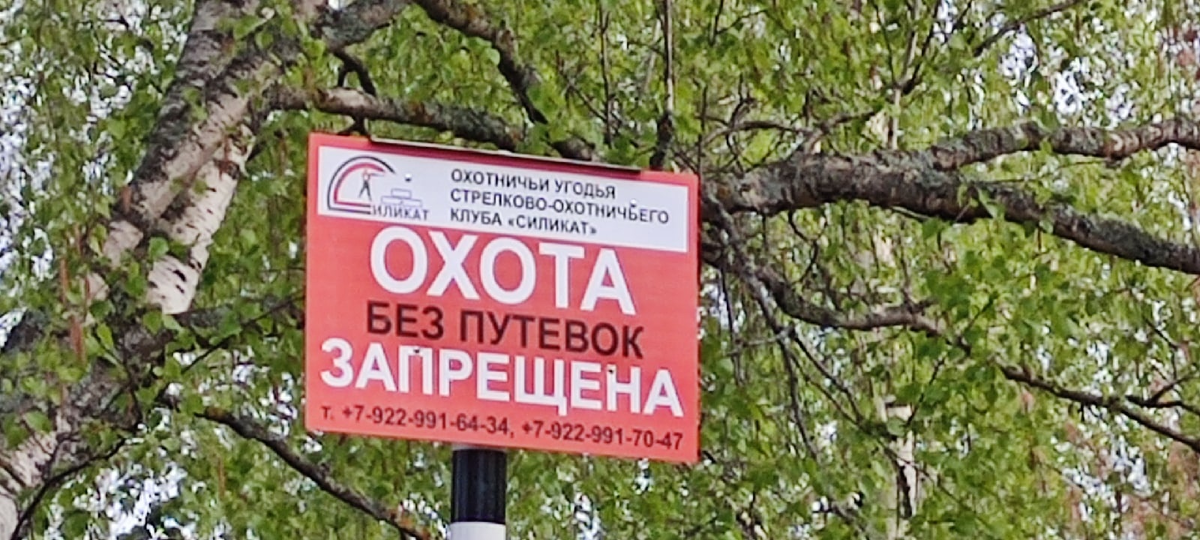 СИЛИКАТ
ОХОТНИЧЬИ УГОДЬЯ
СТРЕЛКОВО-ОХОТНИЧЬЕГО
КЛУБА «СИЛИКАТ»
ОХОТА
БЕЗ ПУТЕВОК
ЗАПРЕЩЕНА
т. +7-922-991-64-34, +7-922-991-70-47